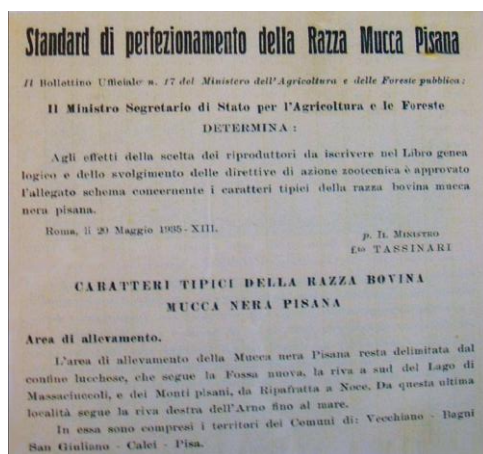 Standard di perfezionamento della Razza Mucca Pisana
Il Bollettino Ufficiale n. 17 del Ministero dell'Agricoltura e delle Foreste pubblica:
Il Ministro Segretario di Stato per l'Agricoltura e le Foreste
DETERMINA :
Agli effetti della scelta dei riproduttori da iscrivere nel Libro genea
logico e dello svolgimento delle direttive di azione zootecnica è approvato
l'allegato schema concernente i caratteri tipici della razza bovina mucca
nera pisana.
Roma, lì 20 Maggio 1935-XIII.
p. IL MINISTRO
f.to TASSINARI
CARATTERI TIPICI DELLA RAZZA BOVINA
MUCCA NERA PISANA
Area di allevamento.
L'area di allevamento della Mucca nera Pisana resta delimitata dal
confine lucchese, che segue la Fossa nuova, la riva a sud del Lago di
Massaciuccoli, e dei Monti pisani, da Ripafratta a Noce. Da questa ultima
località segue la riva destra dell'Arno fino al mare.
In essa sono compresi i territori dei Comuni di: Vecchiano - Bagni
San Giuliano - Calci - Pisa.